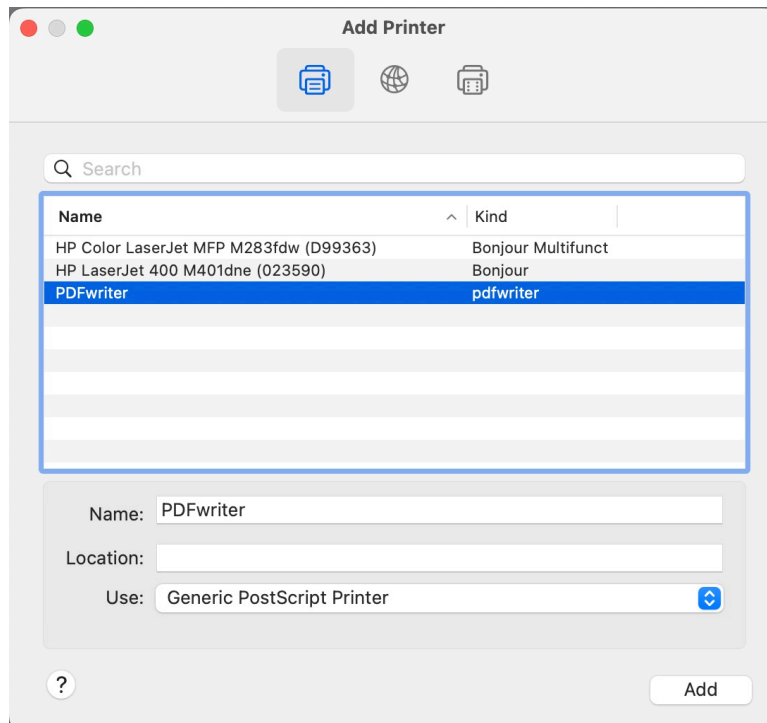 Add Printer
Search
Name Kind
HP Color LaserJet MFP M283fdw (D99363) Bonjour Multifunct
HP LaserJet 400 M401dne (023590) Bonjour
PDFwriter pdfwriter
Name: PDFwriter
Location:
Use: Generic PostScript Printer
? Add